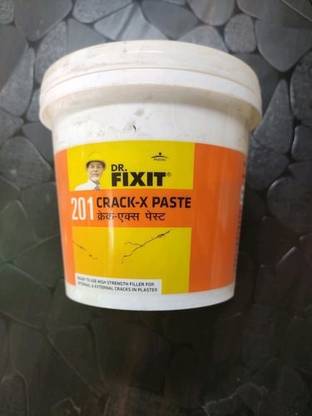 DR.
FIXIT®
201 CRACK-X PASTE
क्रेक-एक्स पेस्ट
READY TO USE HIGH STRENGTH FILLER FOR
INTERNAL & EXTERNAL CRACKS IN PLASTER